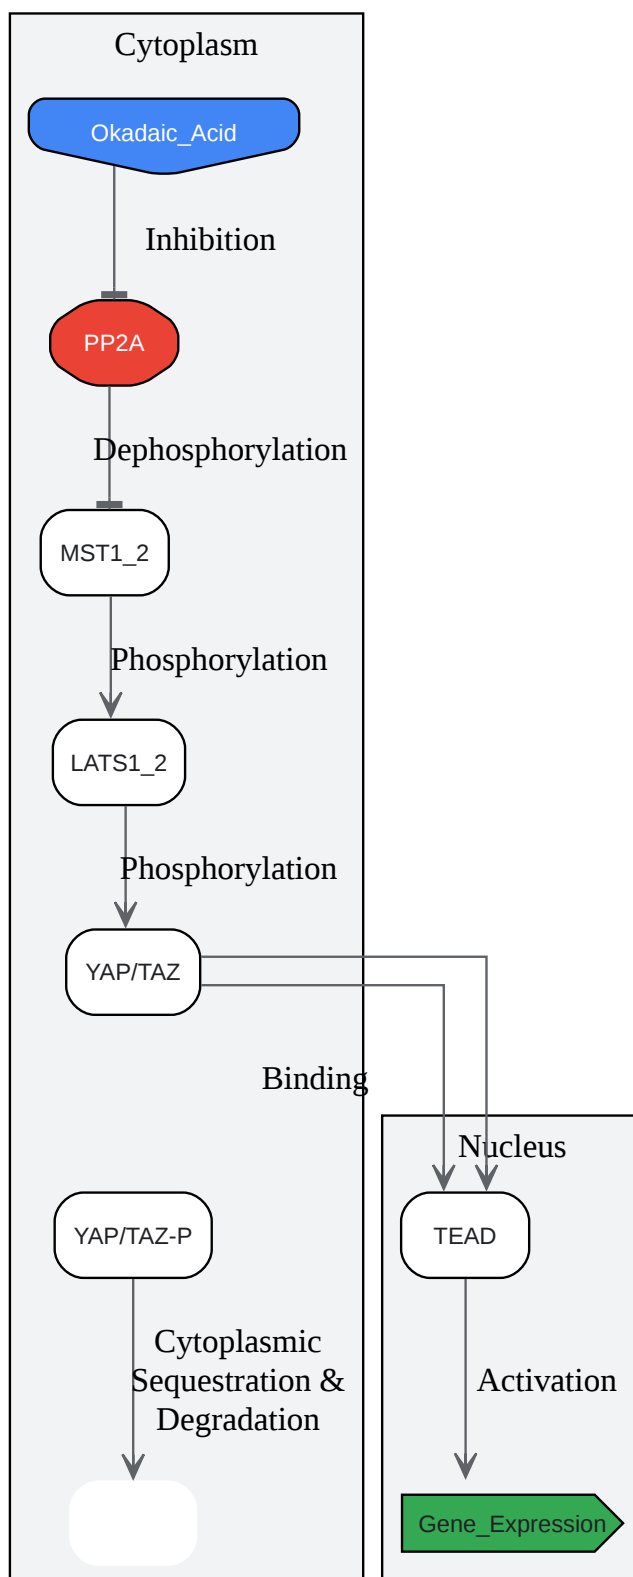 Cytoplasm
Okadaic_Acid
Inhibition
PP2A
Dephosphorylation
MST1_2
Phosphorylation
LATS1_2
Phosphorylation
YAP/TAZ
Binding
Nucleus
YAP/TAZ-P
TEAD
Cytoplasmic
Sequestration &
Degradation
Activation
Gene_Expression